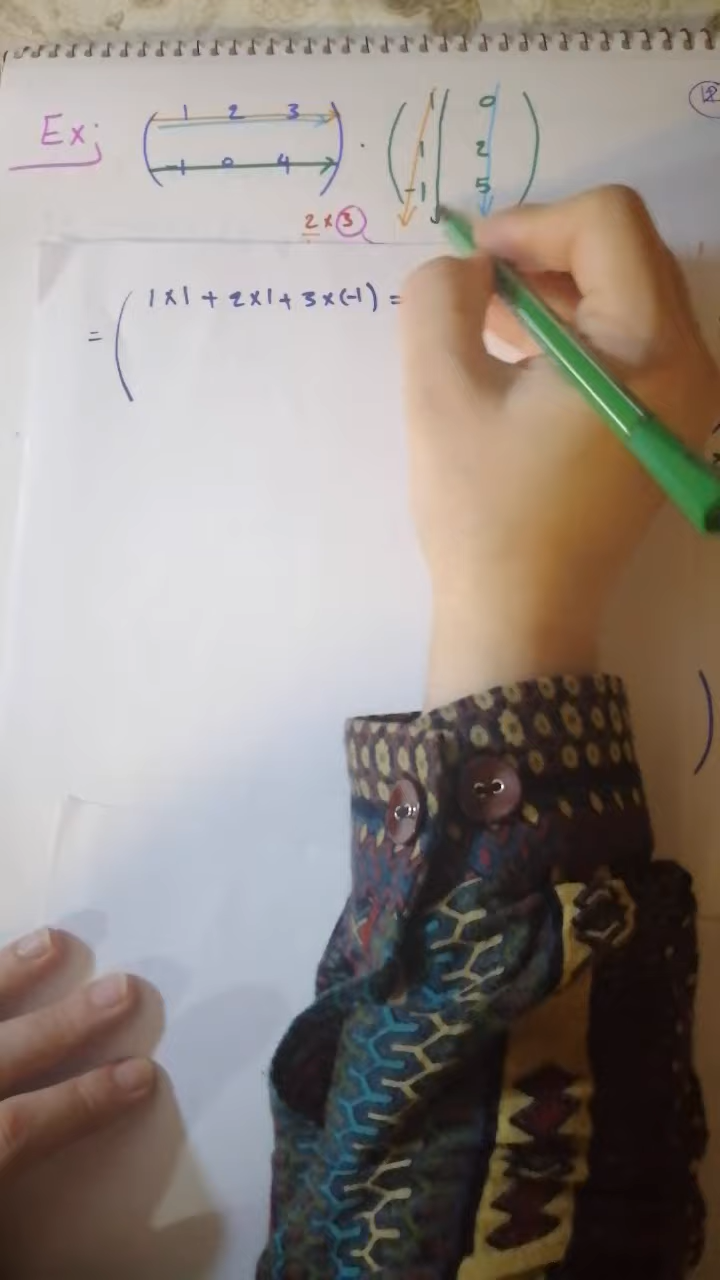 Ex; ( 1 2 3 ) . ( 1 0 )
( -1 0 4 ) ( 1 2 )
( -1 5 )
2 x 3
= ( 1 x 1 + 2 x 1 + 3 x (-1) =
)